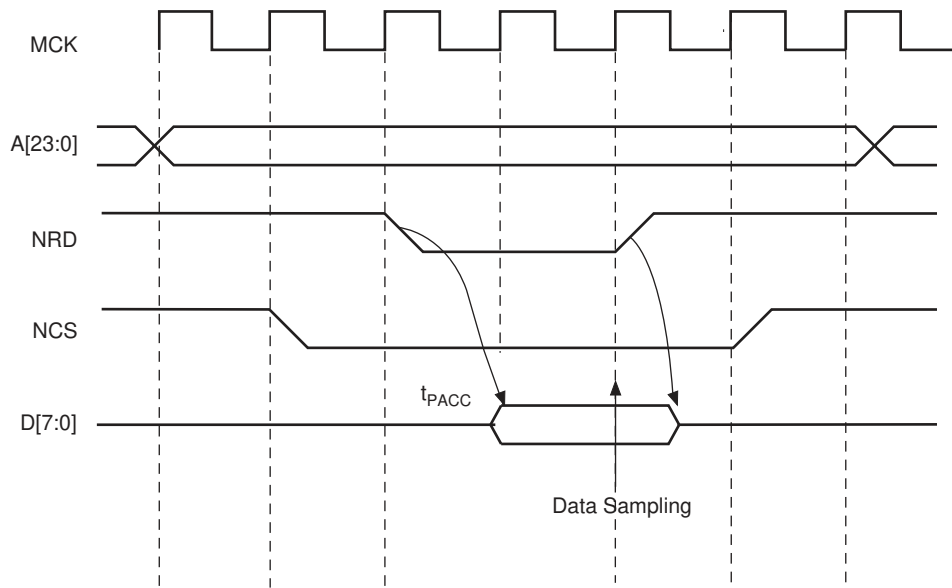 MCK
A[23:0]
NRD
NCS
tPACC
D[7:0]
Data Sampling